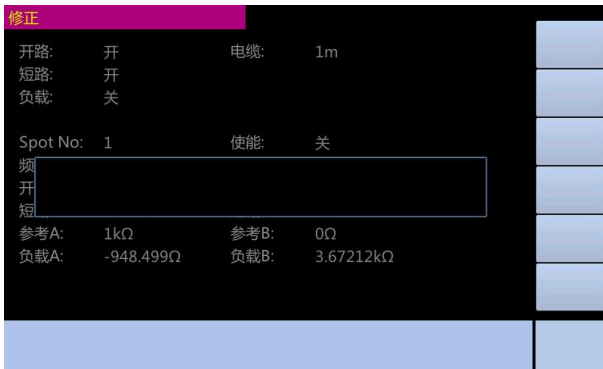 修正
开路: 开 电缆: 1m
短路: 开
负载: 关
Spot No: 1 使能: 关
频
开
短
参考A: 1kΩ 参考B: 0Ω
负载A: -948.499Ω 负载B: 3.67212kΩ